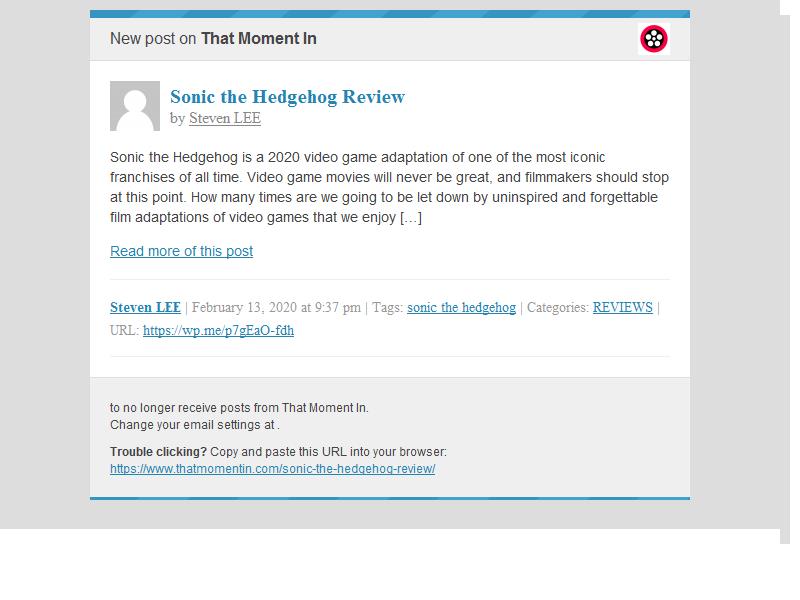 New post on That Moment In
Sonic the Hedgehog Review
by Steven LEE
Sonic the Hedgehog is a 2020 video game adaptation of one of the most iconic
franchises of all time. Video game movies will never be great, and filmmakers should stop
at this point. How many times are we going to be let down by uninspired and forgettable
film adaptations of video games that we enjoy […]
Read more of this post
Steven LEE | February 13, 2020 at 9:37 pm | Tags: sonic the hedgehog | Categories: REVIEWS |
URL: https://wp.me/p7gEaO-fdh
to no longer receive posts from That Moment In.
Change your email settings at .
Trouble clicking? Copy and paste this URL into your browser:
https://www.thatmomentin.com/sonic-the-hedgehog-review/